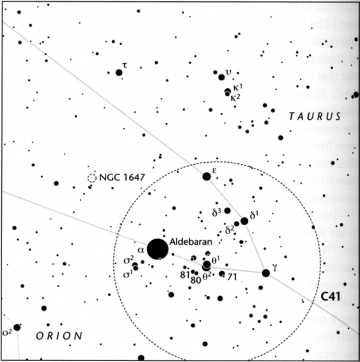 τ
υ
κ¹
κ²
TAURUS
NGC 1647
ε
δ³
δ¹
δ²
Aldebaran
α
σ²
σ¹
θ¹
81
80
θ²
71
γ
C41
ο²
ORION